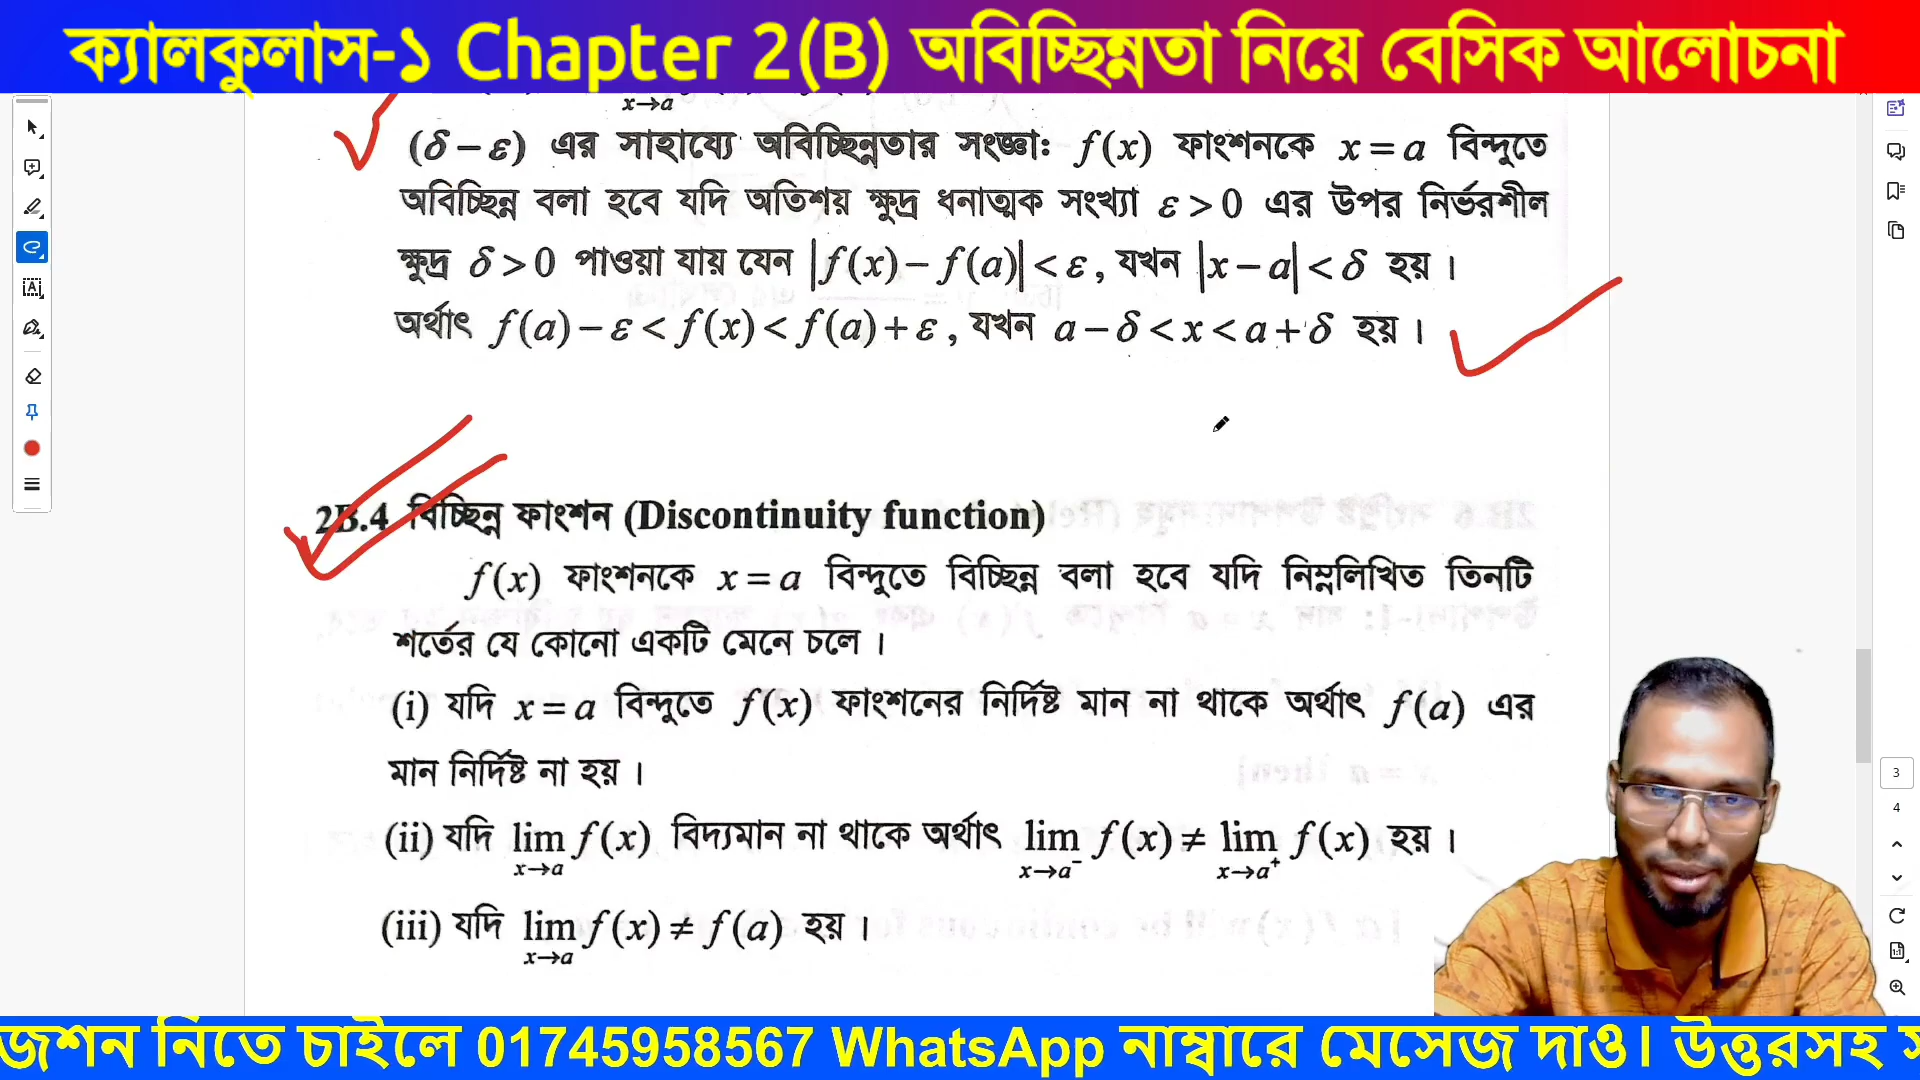 ক্যালকুলাস-১ Chapter 2(B) অবিচ্ছিন্নতা নিয়ে বেসিক আলোচনা
x→a
(δ − ε) এর সাহায্যে অবিচ্ছিন্নতার সংজ্ঞাঃ f(x) ফাংশনকে x = a বিন্দুতে
অবিচ্ছিন্ন বলা হবে যদি অতিশয় ক্ষুদ্র ধনাত্মক সংখ্যা ε > 0 এর উপর নির্ভরশীল
ক্ষুদ্র δ > 0 পাওয়া যায় যেন |f(x) − f(a)| < ε, যখন |x − a| < δ হয়।
অর্থাৎ f(a) − ε < f(x) < f(a) + ε, যখন a − δ < x < a + δ হয়।
2B.4 বিচ্ছিন্ন ফাংশন (Discontinuity function)
f(x) ফাংশনকে x = a বিন্দুতে বিচ্ছিন্ন বলা হবে যদি নিম্নলিখিত তিনটি
শর্তের যে কোনো একটি মেনে চলে।
(i) যদি x = a বিন্দুতে f(x) ফাংশনের নির্দিষ্ট মান না থাকে অর্থাৎ f(a) এর
মান নির্দিষ্ট না হয়।
(ii) যদি lim x→a f(x) বিদ্যমান না থাকে অর্থাৎ lim x→a⁻ f(x) ≠ lim x→a⁺ f(x) হয়।
(iii) যদি lim x→a f(x) ≠ f(a) হয়।
3
4
জেশন নিতে চাইলে 01745958567 WhatsApp নাম্বারে মেসেজ দাও। উত্তরসহ